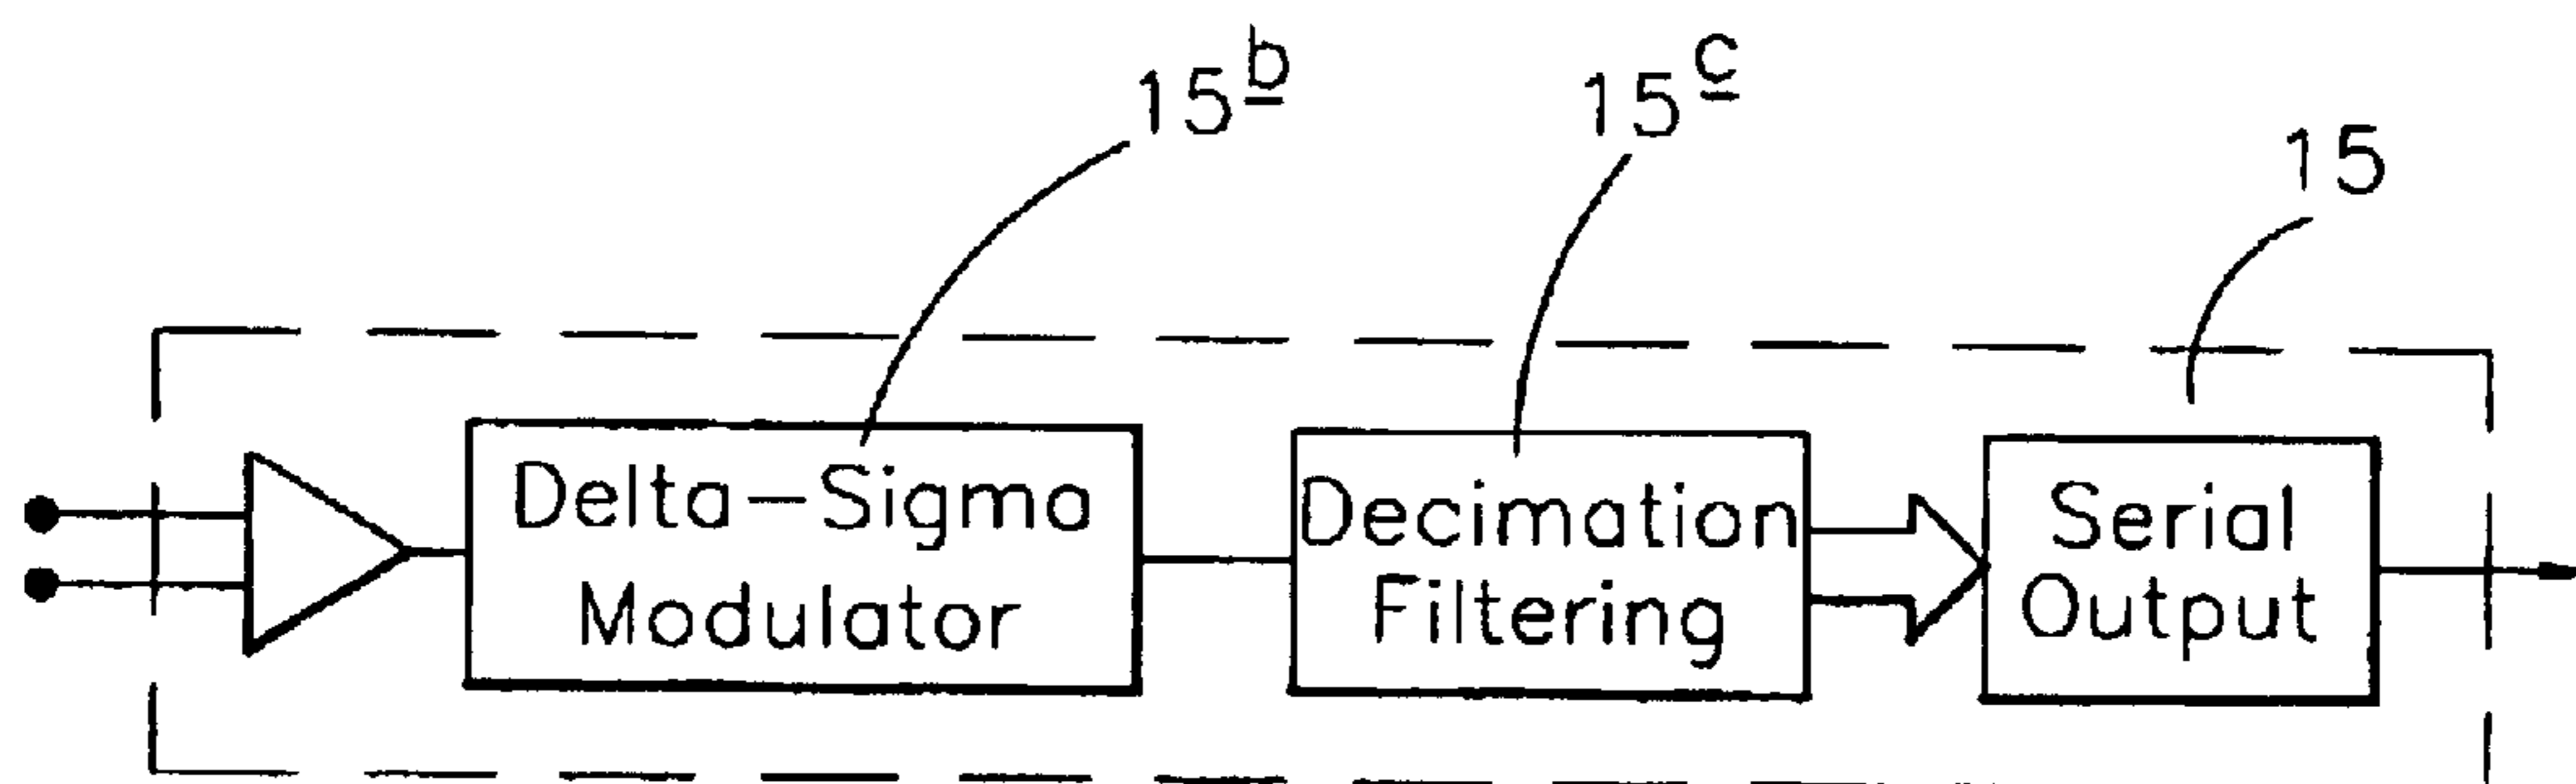 15b
15c
15
Delta-Sigma
Modulator
Decimation
Filtering
Serial
Output